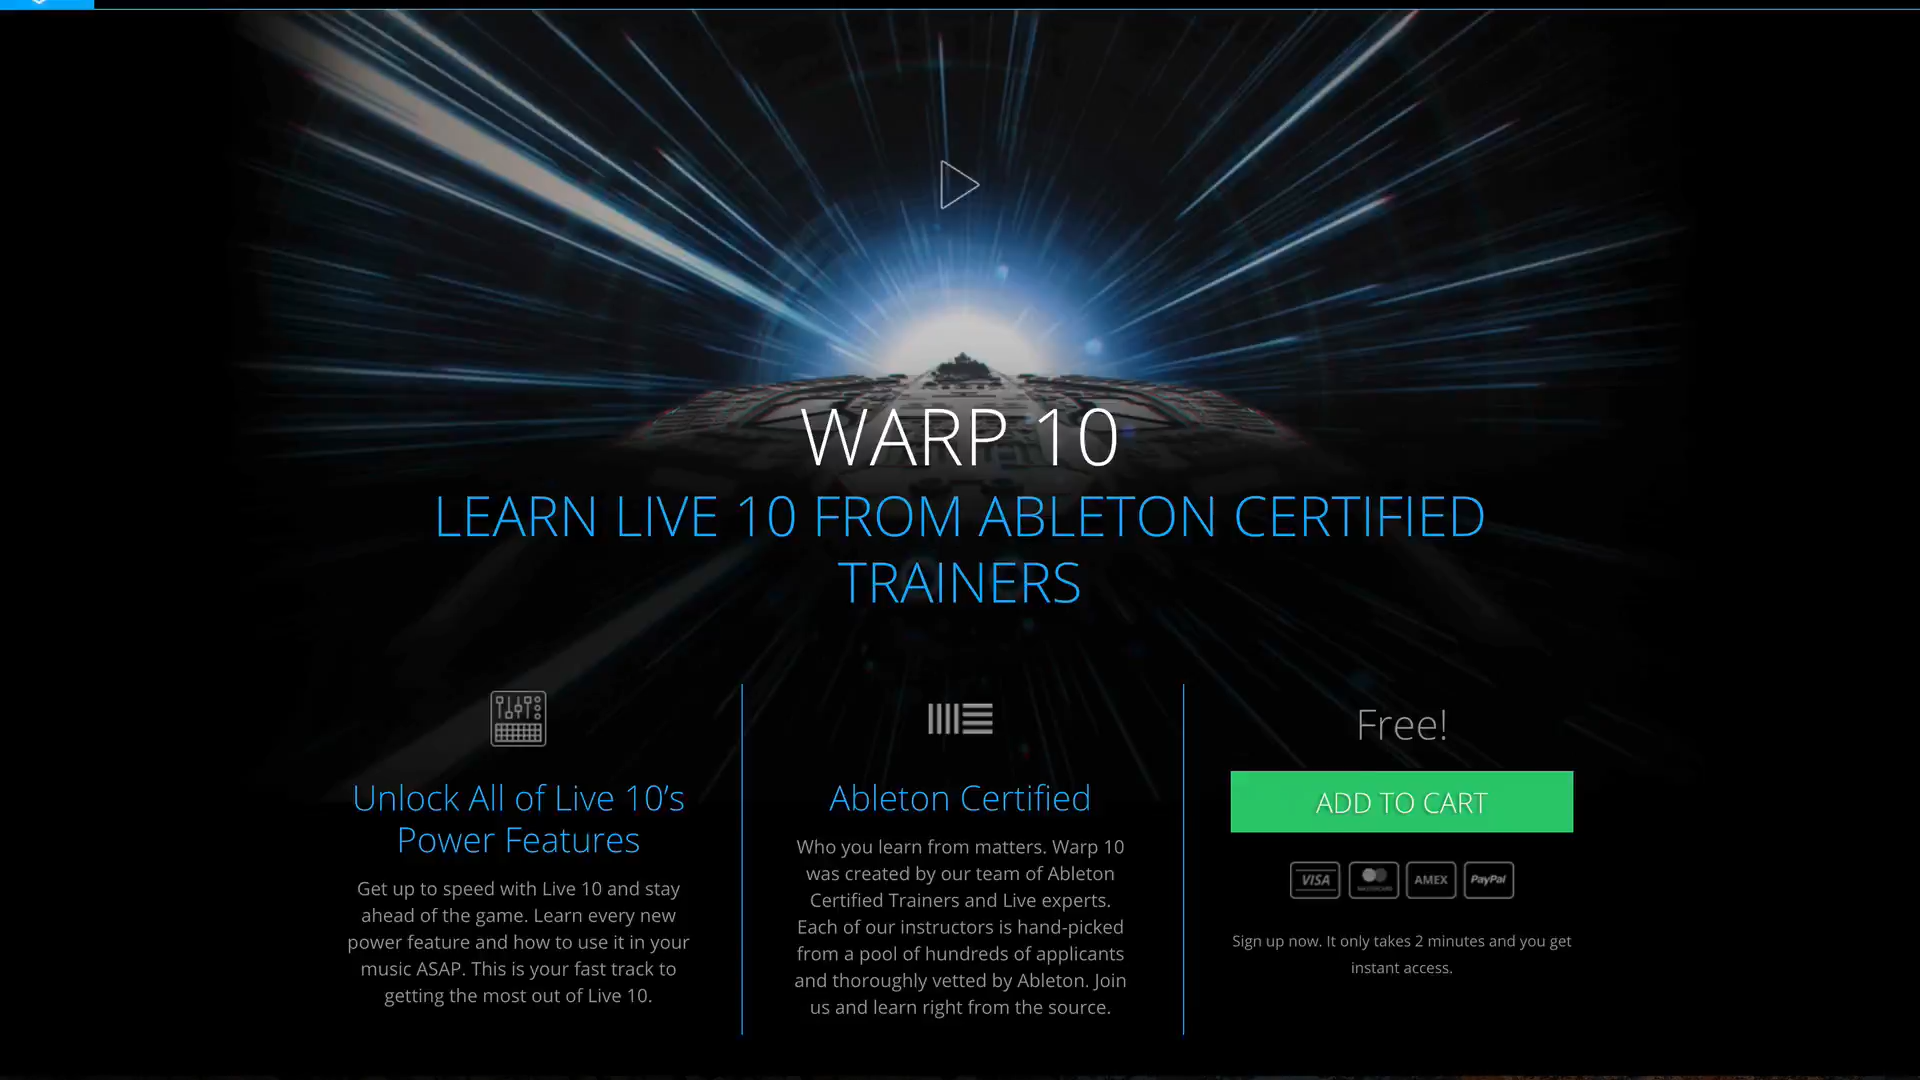 WARP 10
LEARN LIVE 10 FROM ABLETON CERTIFIED
TRAINERS
Unlock All of Live 10's
Power Features
Get up to speed with Live 10 and stay
ahead of the game. Learn every new
power feature and how to use it in your
music ASAP. This is your fast track to
getting the most out of Live 10.
Ableton Certified
Who you learn from matters. Warp 10
was created by our team of Ableton
Certified Trainers and Live experts.
Each of our instructors is hand-picked
from a pool of hundreds of applicants
and thoroughly vetted by Ableton. Join
us and learn right from the source.
Free!
ADD TO CART
VISA
MASTERCARD
AMEX
PayPal
Sign up now. It only takes 2 minutes and you get
instant access.